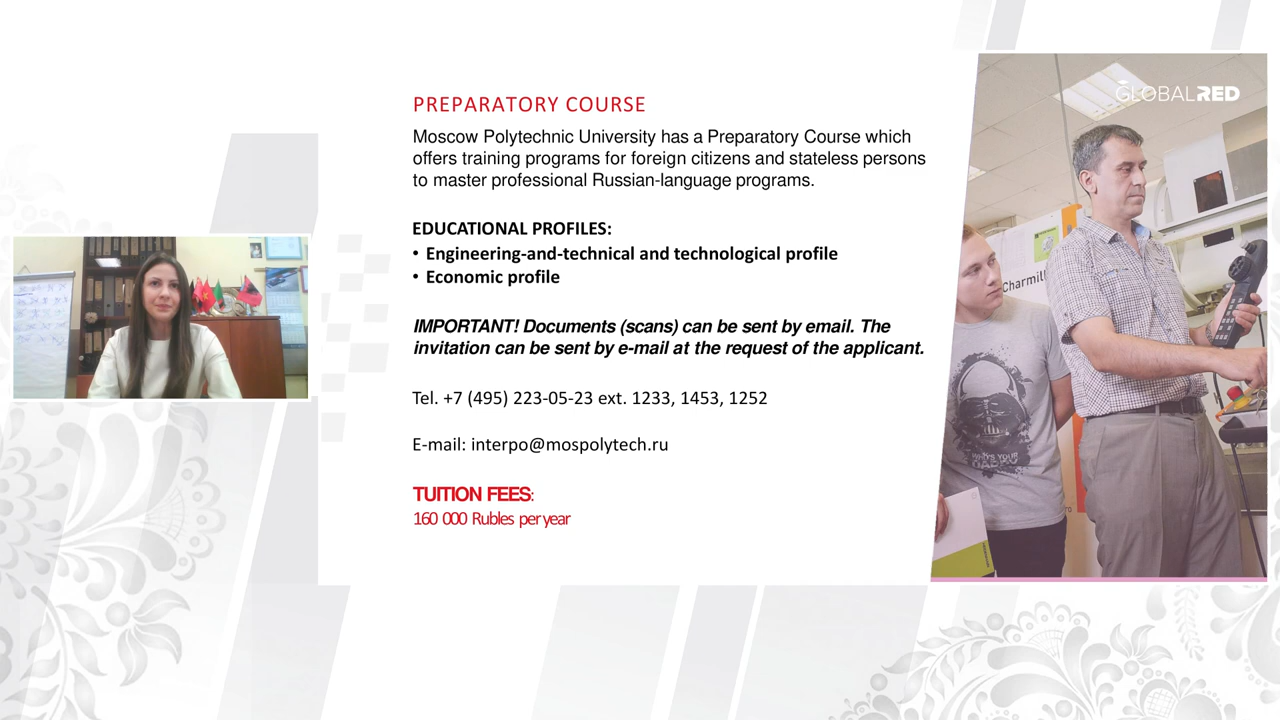 GLOBALRED
PREPARATORY COURSE
Moscow Polytechnic University has a Preparatory Course which
offers training programs for foreign citizens and stateless persons
to master professional Russian-language programs.
EDUCATIONAL PROFILES:
• Engineering-and-technical and technological profile
• Economic profile
IMPORTANT! Documents (scans) can be sent by email. The
invitation can be sent by e-mail at the request of the applicant.
Tel. +7 (495) 223-05-23 ext. 1233, 1453, 1252
E-mail: interpo@mospolytech.ru
TUITION FEES:
160 000 Rubles per year
Charmill
WHO'S YOUR
DADDY